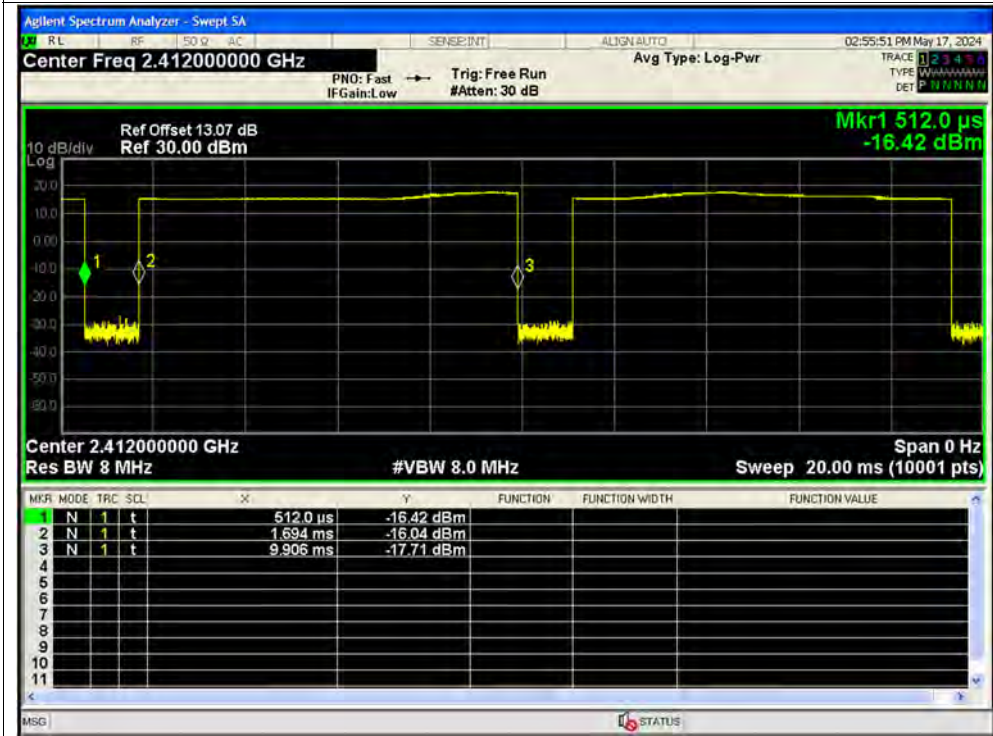 Agilent Spectrum Analyzer - Swept SA
RL RF 50 Ω AC SENSE:INT ALIGN AUTO 02:55:51 PM May 17, 2024
Center Freq 2.412000000 GHz Avg Type: Log-Pwr TRACE 1 2 3 4 5 6
PNO: Fast Trig: Free Run TYPE
IFGain:Low #Atten: 30 dB DET P N N N N N
Mkr1 512.0 µs
-16.42 dBm
Ref Offset 13.07 dB
10 dB/div Ref 30.00 dBm
Log
20.0
10.0
0.00
-10.0
-20.0
-30.0
-40.0
-50.0
-60.0
1
2
3
Center 2.412000000 GHz Span 0 Hz
Res BW 8 MHz #VBW 8.0 MHz Sweep 20.00 ms (10001 pts)
MKR MODE TRC SCL X Y FUNCTION FUNCTION WIDTH FUNCTION VALUE
1 N 1 t 512.0 µs -16.42 dBm
2 N 1 t 1.694 ms -16.04 dBm
3 N 1 t 9.906 ms -17.71 dBm
4
5
6
7
8
9
10
11
MSG STATUS